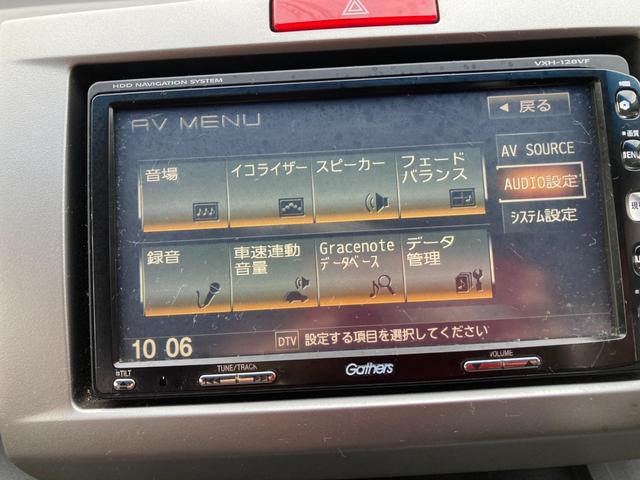 HDD NAVIGATION SYSTEM
VXH-128VF
AV MENU
◀ 戻る
音場
イコライザー
スピーカー
フェード
バランス
AV SOURCE
AUDIO設定
システム設定
録音
車速連動
音量
Gracenote
データベース
データ
管理
10 06
DTV 設定する項目を選択してください
TILT
TUNE/TRACK
Gathers
VOLUME
画質
MENU
現